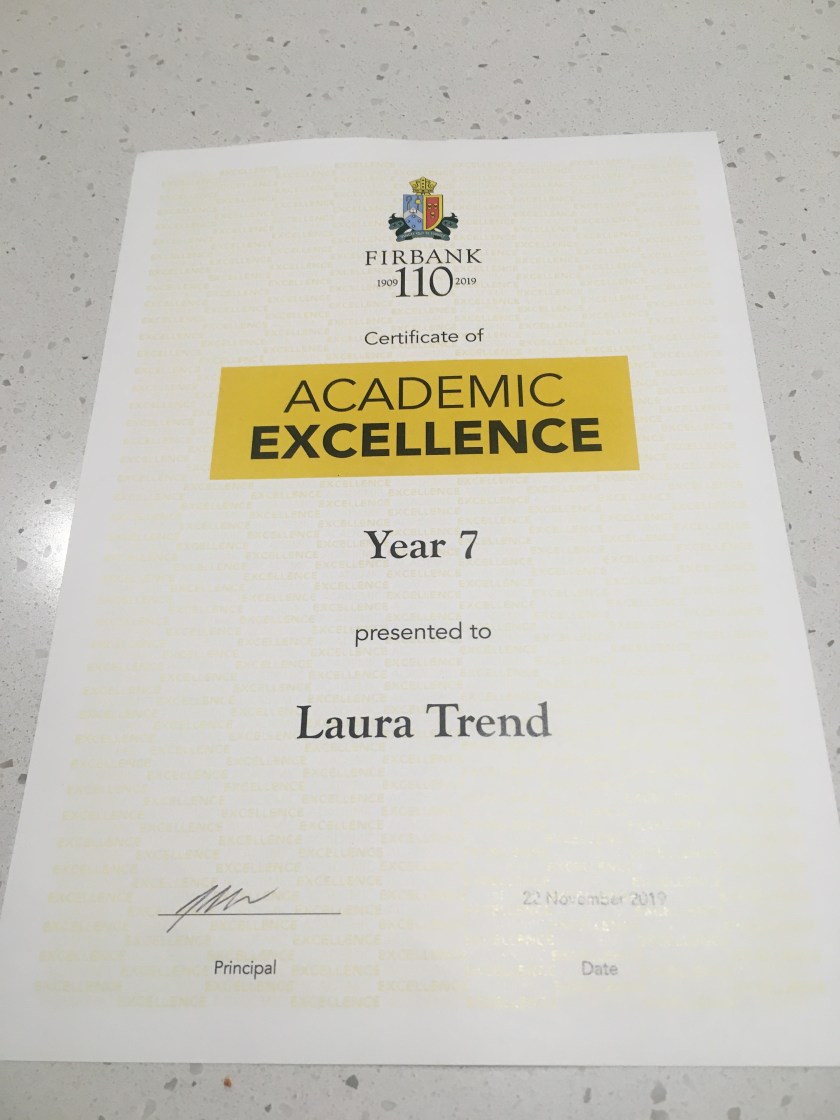 FIRBANK
1909 110 2019
Certificate of
ACADEMIC
EXCELLENCE
Year 7
presented to
Laura Trend
22 November 2019
Principal Date